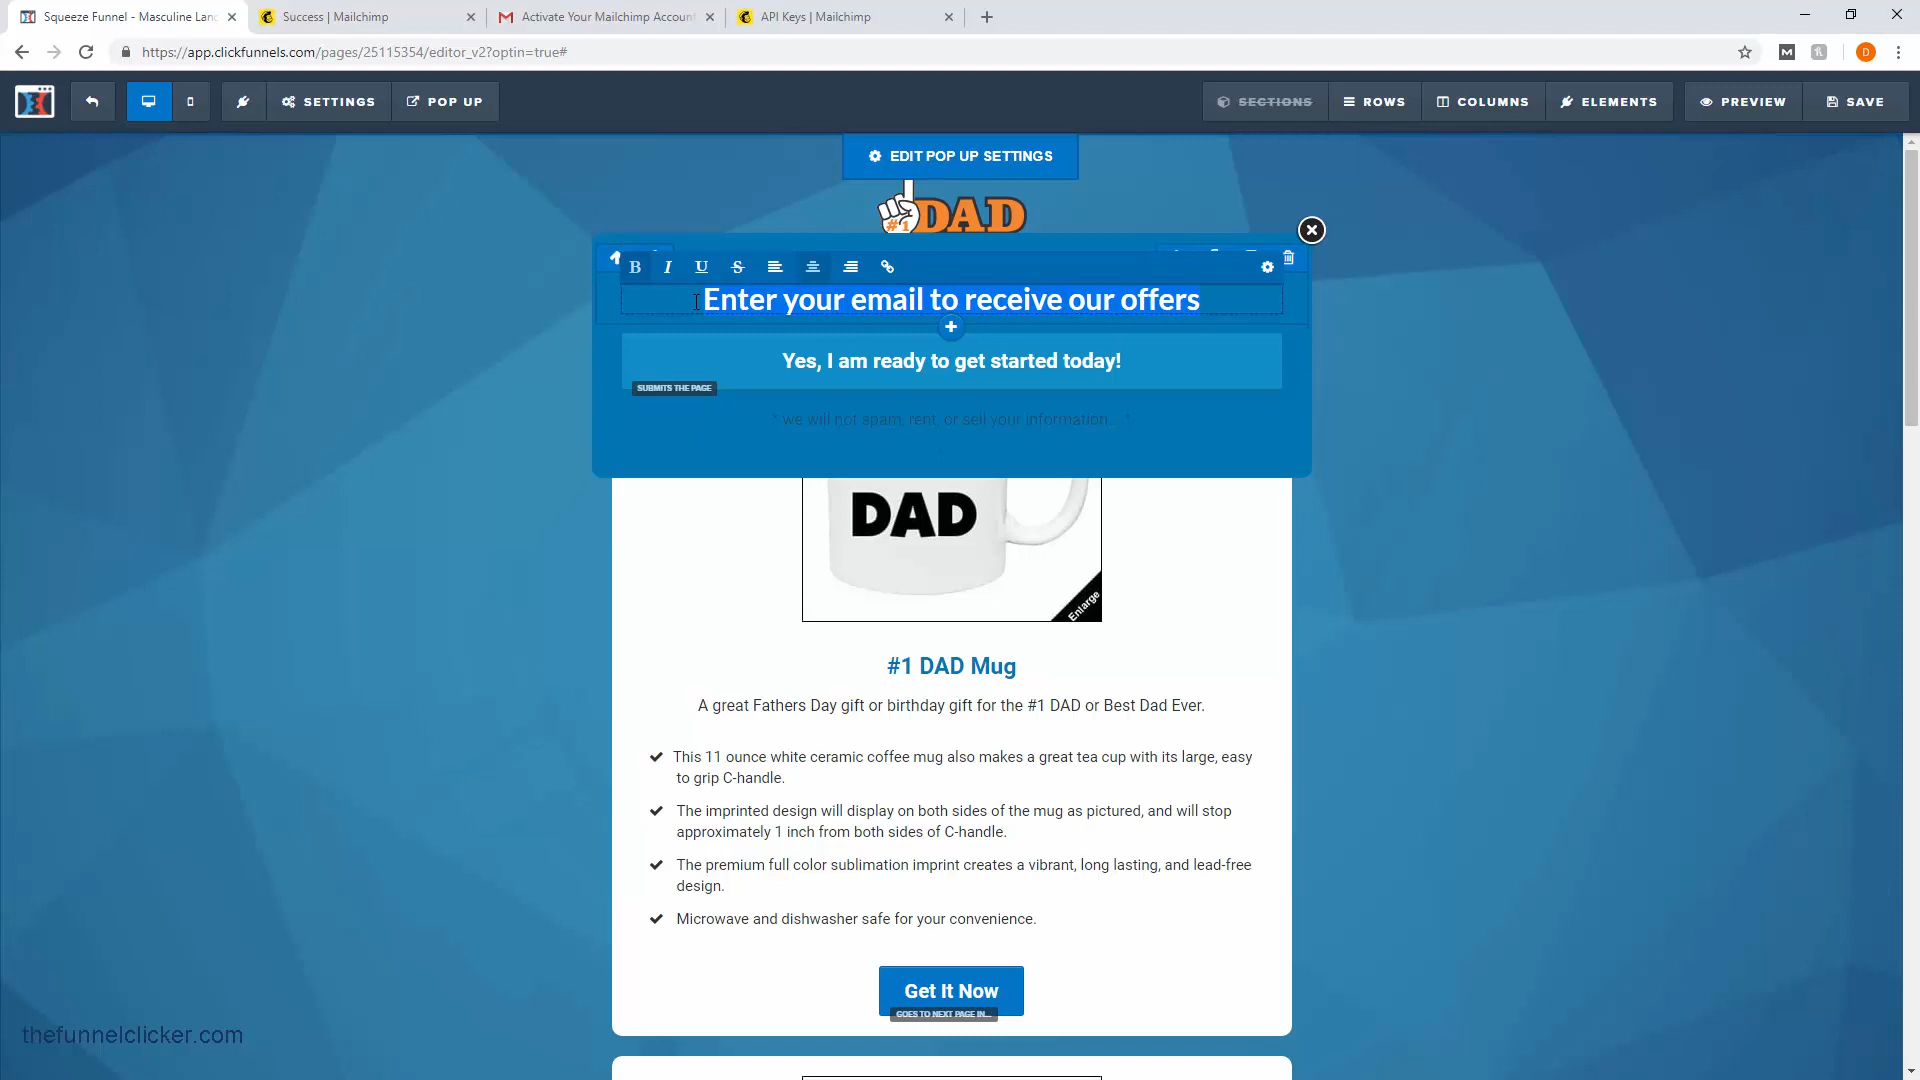 Squeeze Funnel - Masculine Lan
Success | Mailchimp
Activate Your Mailchimp Accoun
API Keys | Mailchimp
https://app.clickfunnels.com/pages/25115354/editor_v2?optin=true#
D
SETTINGS
POP UP
SECTIONS
ROWS
COLUMNS
ELEMENTS
PREVIEW
SAVE
EDIT POP UP SETTINGS
#1 DAD
B I U S
Enter your email to receive our offers
Yes, I am ready to get started today!
SUBMITS THE PAGE
* we will not spam, rent, or sell your information... *
DAD
Enlarge
#1 DAD Mug
A great Fathers Day gift or birthday gift for the #1 DAD or Best Dad Ever.
This 11 ounce white ceramic coffee mug also makes a great tea cup with its large, easy
to grip C-handle.
The imprinted design will display on both sides of the mug as pictured, and will stop
approximately 1 inch from both sides of C-handle.
The premium full color sublimation imprint creates a vibrant, long lasting, and lead-free
design.
Microwave and dishwasher safe for your convenience.
Get It Now
GOES TO NEXT PAGE IN...
thefunnelclicker.com